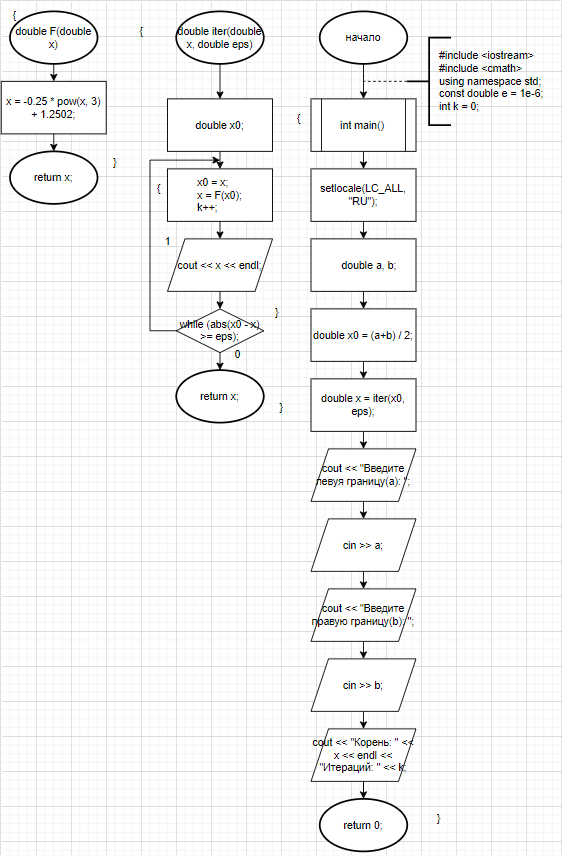 {
double F(double
x)
x = -0.25 * pow(x, 3)
+ 1.2502;
return x;
}
{
double iter(double
x, double eps)
double x0;
{
x0 = x;
x = F(x0);
k++;
1
cout << x << endl;
}
while (abs(x0 - x)
>= eps);
0
return x;
}
начало
#include <iostream>
#include <cmath>
using namespace std;
const double e = 1e-6;
int k = 0;
{
int main()
setlocale(LC_ALL,
"RU");
double a, b;
double x0 = (a+b) / 2;
double x = iter(x0,
eps);
cout << "Введите
левуя границу(a): ";
cin >> a;
cout << "Введите
правую границу(b): ";
cin >> b;
cout << "Корень: " <<
x << endl <<
"Итераций: " << k;
return 0;
}